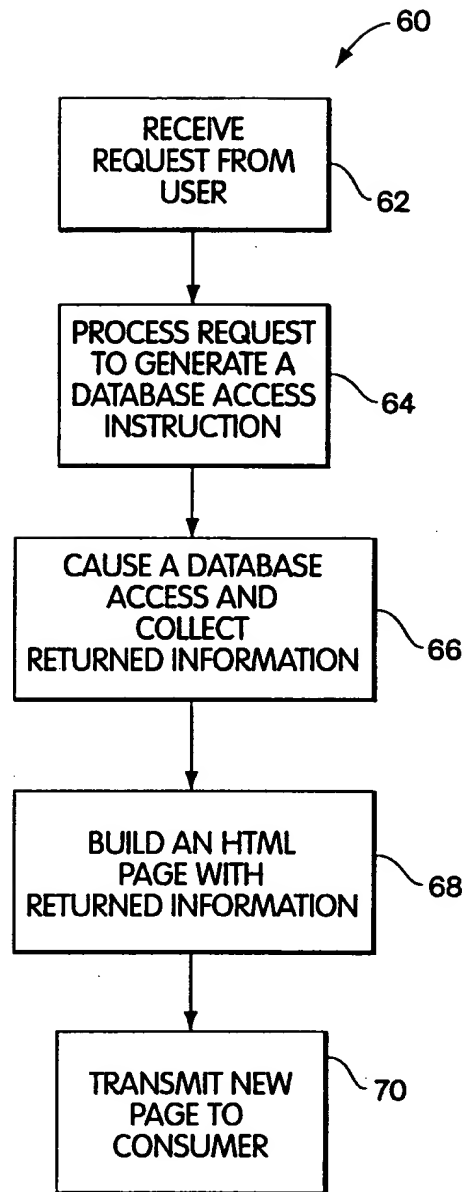 60
RECEIVE
REQUEST FROM
USER
62
PROCESS REQUEST
TO GENERATE A
DATABASE ACCESS
INSTRUCTION
64
CAUSE A DATABASE
ACCESS AND
COLLECT
RETURNED INFORMATION
66
BUILD AN HTML
PAGE WITH
RETURNED INFORMATION
68
TRANSMIT NEW
PAGE TO
CONSUMER
70